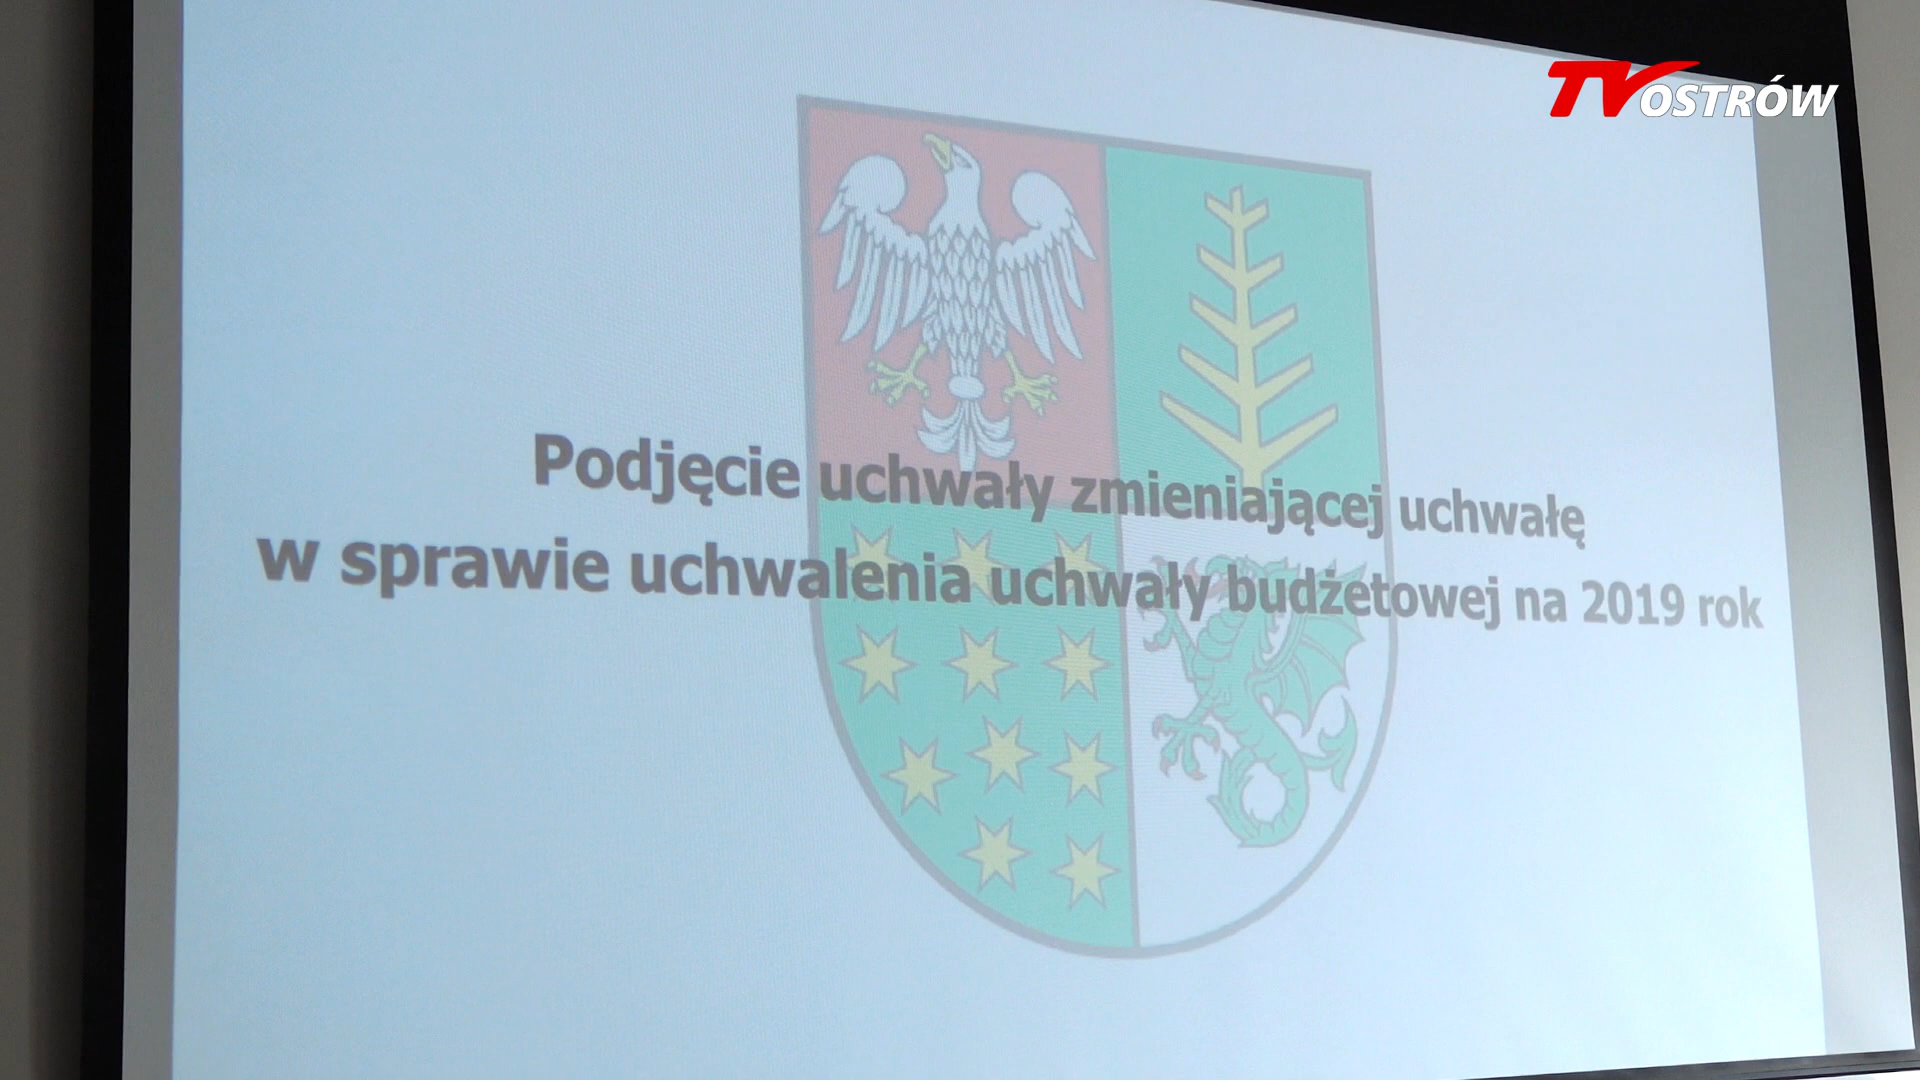 TV OSTRÓW
Podjęcie uchwały zmieniającej uchwałę
w sprawie uchwalenia uchwały budżetowej na 2019 rok